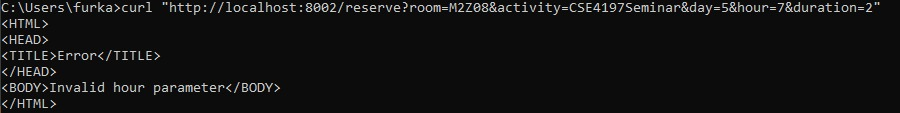 C:\Users\furka>curl "http://localhost:8002/reserve?room=M2Z08&activity=CSE4197Seminar&day=5&hour=7&duration=2"
<HTML>
<HEAD>
<TITLE>Error</TITLE>
</HEAD>
<BODY>Invalid hour parameter</BODY>
</HTML>